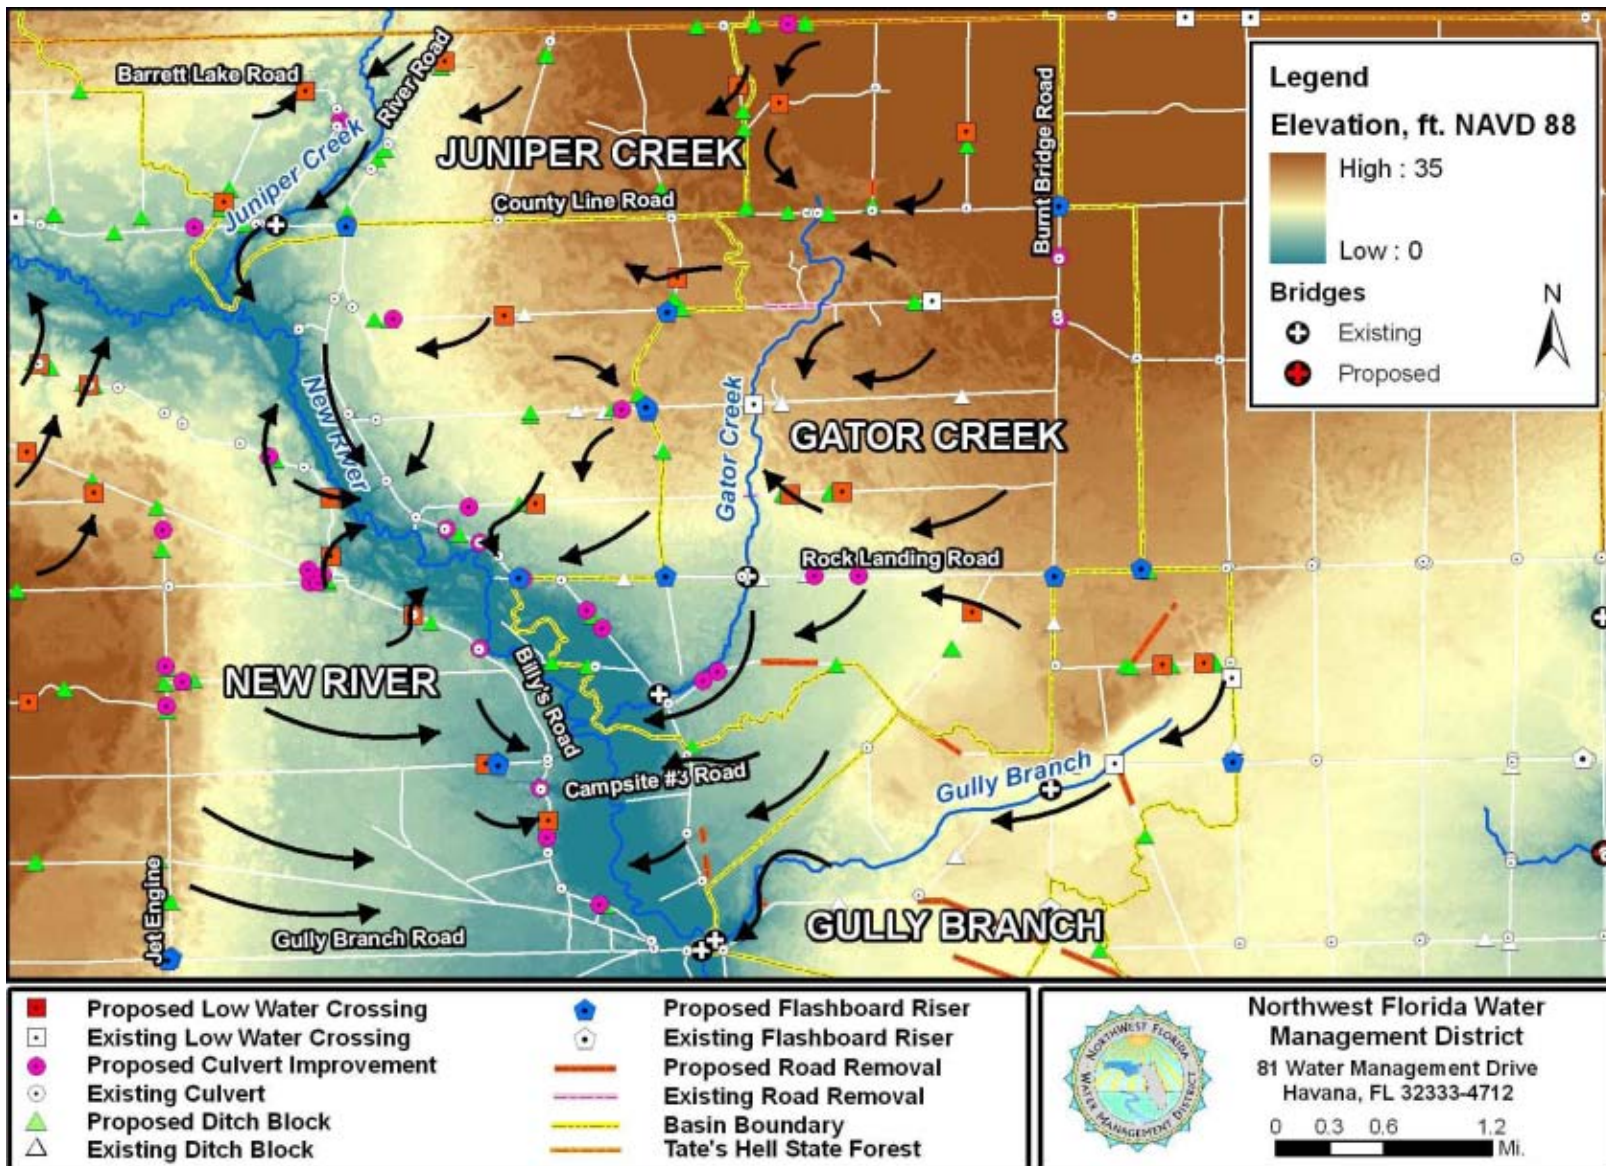 Barrett Lake Road
River Road
Juniper Creek
JUNIPER CREEK
County Line Road
Burnt Bridge Road
New River
Gator Creek
GATOR CREEK
Rock Landing Road
NEW RIVER
Billy's Road
Campsite #3 Road
Gully Branch
Jet Engine
Gully Branch Road
GULLY BRANCH
Legend
Elevation, ft. NAVD 88
High : 35
Low : 0
Bridges
Existing
Proposed
N
Proposed Low Water Crossing
Existing Low Water Crossing
Proposed Culvert Improvement
Existing Culvert
Proposed Ditch Block
Existing Ditch Block
Proposed Flashboard Riser
Existing Flashboard Riser
Proposed Road Removal
Existing Road Removal
Basin Boundary
Tate's Hell State Forest
NORTHWEST FLORIDA
WATER MANAGEMENT DISTRICT
Northwest Florida Water
Management District
81 Water Management Drive
Havana, FL 32333-4712
0 0.3 0.6 1.2
Mi.